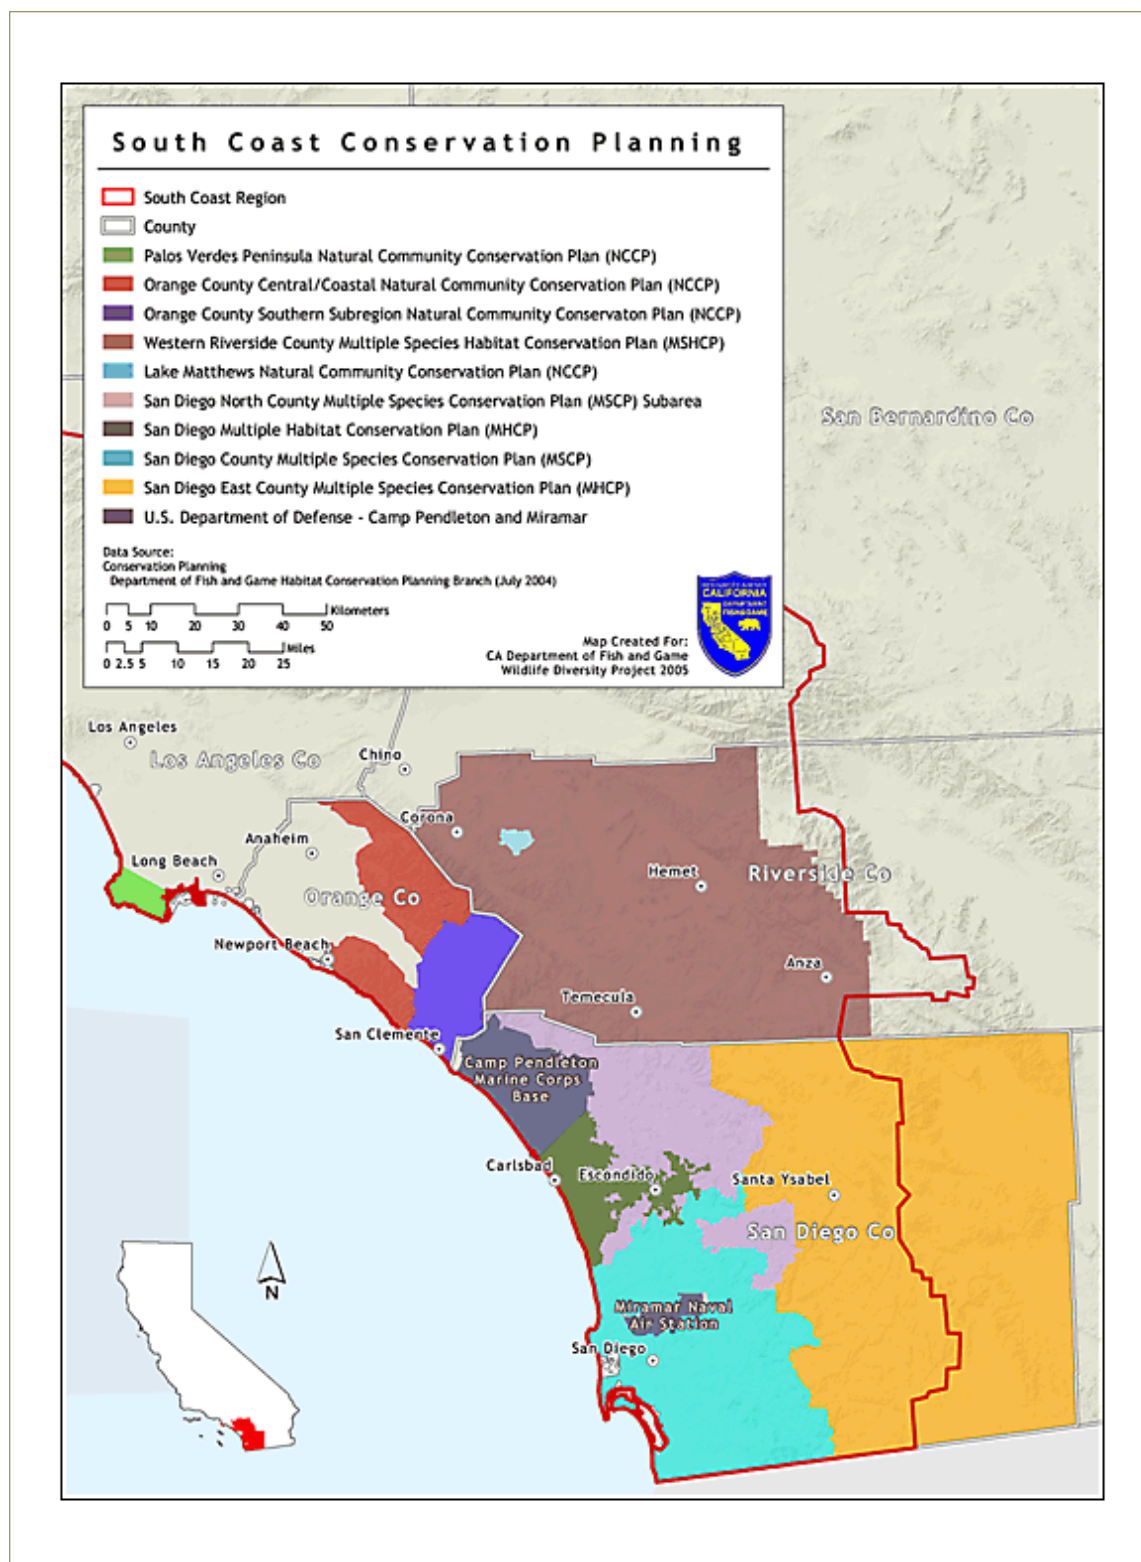 South Coast Conservation Planning
South Coast Region
County
Palos Verdes Peninsula Natural Community Conservation Plan (NCCP)
Orange County Central/Coastal Natural Community Conservation Plan (NCCP)
Orange County Southern Subregion Natural Community Conservaton Plan (NCCP)
Western Riverside County Multiple Species Habitat Conservation Plan (MSHCP)
Lake Matthews Natural Community Conservation Plan (NCCP)
San Diego North County Multiple Species Conservation Plan (MSCP) Subarea
San Diego Multiple Habitat Conservation Plan (MHCP)
San Diego County Multiple Species Conservation Plan (MSCP)
San Diego East County Multiple Species Conservation Plan (MHCP)
U.S. Department of Defense - Camp Pendleton and Miramar
Data Source:
Conservation Planning
Department of Fish and Game Habitat Conservation Planning Branch (July 2004)
Kilometers
0 5 10 20 30 40 50
Miles
0 2.5 5 10 15 20 25
CALIFORNIA
DEPARTMENT
FISH & GAME
Map Created For:
CA Department of Fish and Game
Wildlife Diversity Project 2005
San Bernardino Co
Los Angeles
Los Angeles Co
Chino
Corona
Anaheim
Long Beach
Orange Co
Hemet
Riverside Co
Newport Beach
Anza
Temecula
San Clemente
Camp Pendleton
Marine Corps
Base
Carlsbad
Escondido
Santa Ysabel
San Diego Co
Miramar Naval
Air Station
San Diego
N